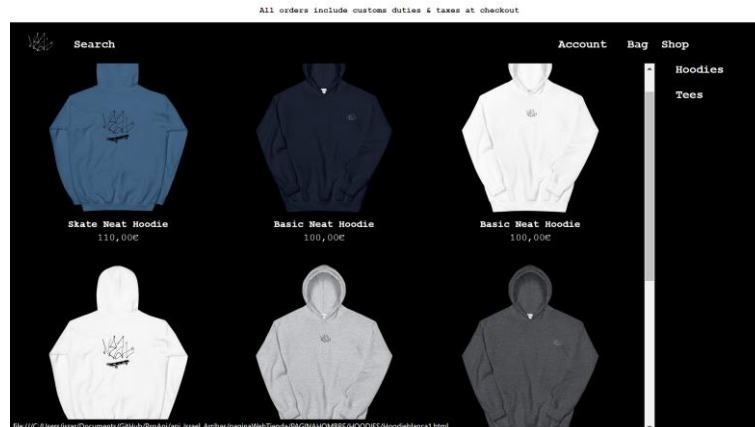 All orders include customs duties & taxes at checkout
Search
Account Bag Shop
Hoodies
Tees
Skate Neat Hoodie
110,00€
Basic Neat Hoodie
100,00€
Basic Neat Hoodie
100,00€